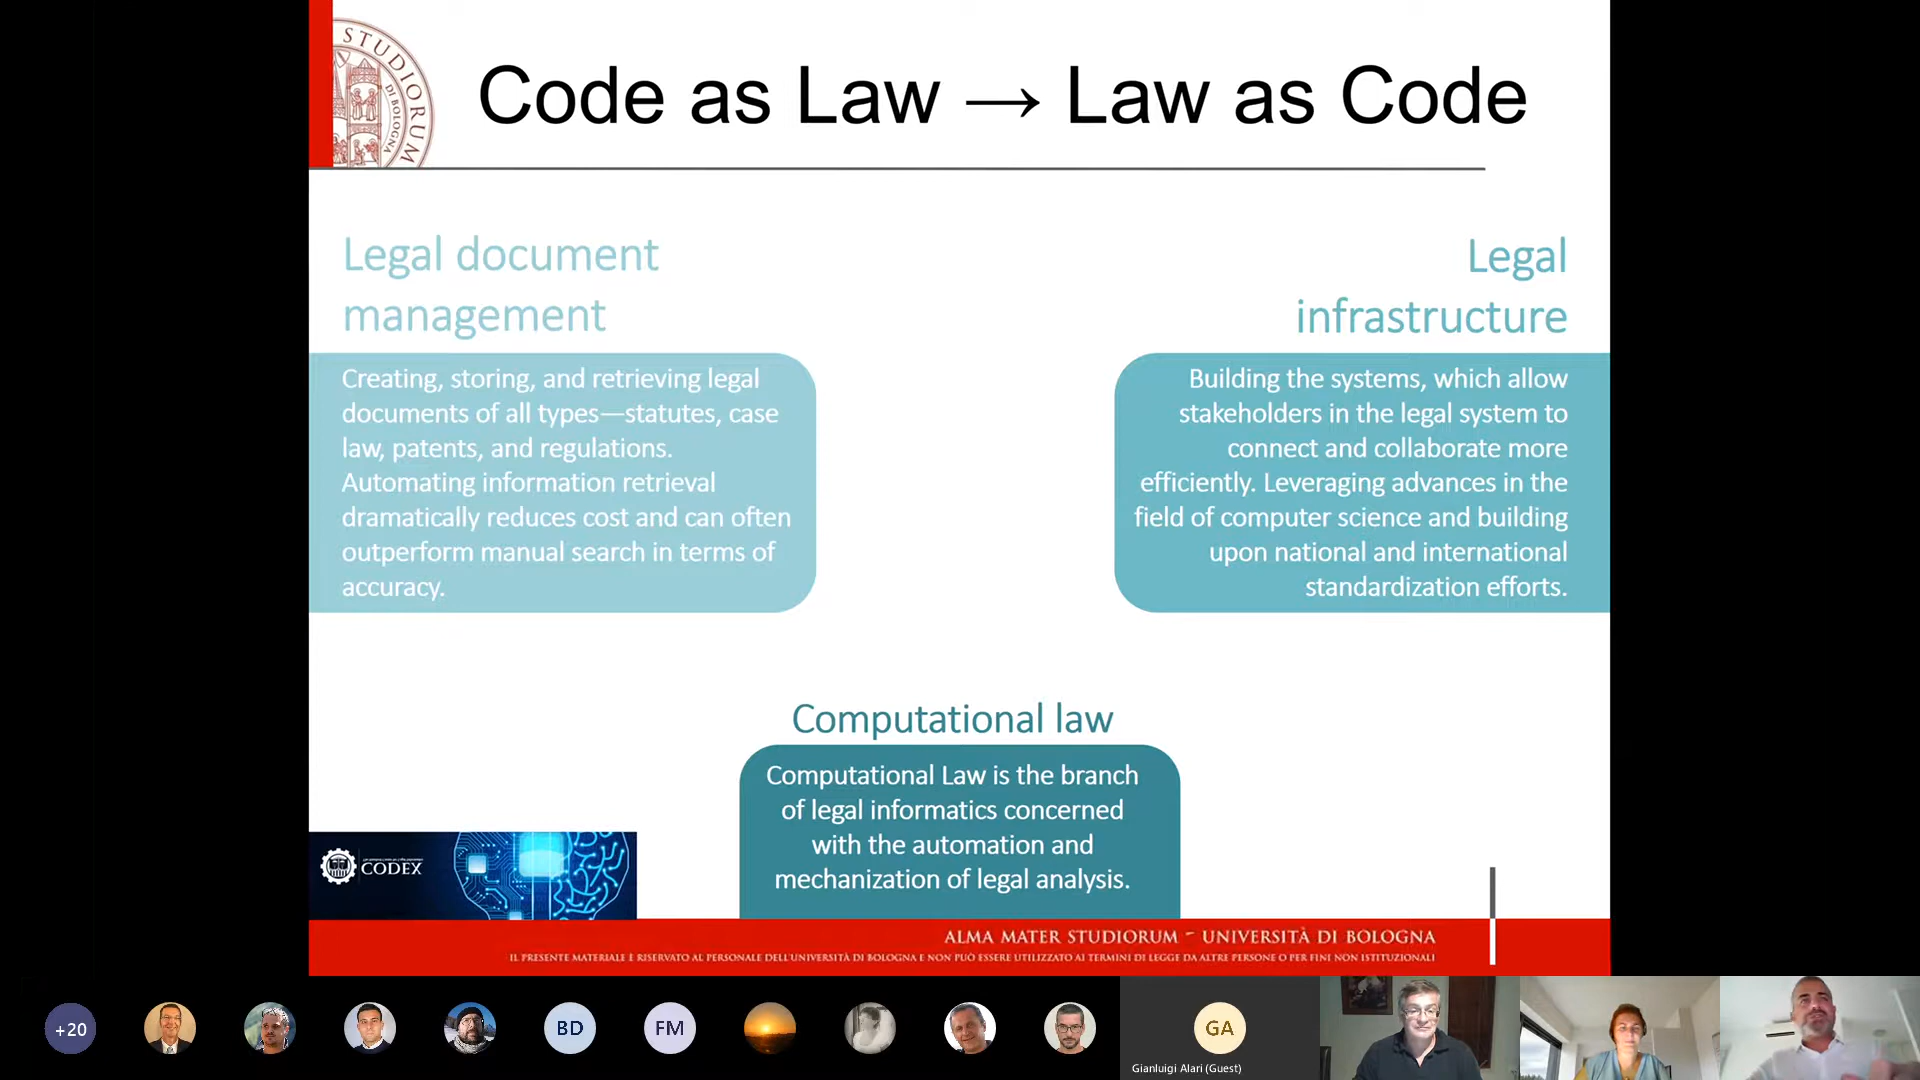 STUDIORUM
DI BOLOGNA
Code as Law → Law as Code
Legal document
management
Creating, storing, and retrieving legal
documents of all types—statutes, case
law, patents, and regulations.
Automating information retrieval
dramatically reduces cost and can often
outperform manual search in terms of
accuracy.
Legal
infrastructure
Building the systems, which allow
stakeholders in the legal system to
connect and collaborate more
efficiently. Leveraging advances in the
field of computer science and building
upon national and international
standardization efforts.
Computational law
Computational Law is the branch
of legal informatics concerned
with the automation and
mechanization of legal analysis.
CODEX
ALMA MATER STUDIORUM - UNIVERSITÀ DI BOLOGNA
IL PRESENTE MATERIALE È RISERVATO AL PERSONALE DELL'UNIVERSITÀ DI BOLOGNA E NON PUÒ ESSERE UTILIZZATO AI TERMINI DI LEGGE DA ALTRE PERSONE O PER FINI NON ISTITUZIONALI
+20
BD
FM
GA
Gianluigi Alari (Guest)